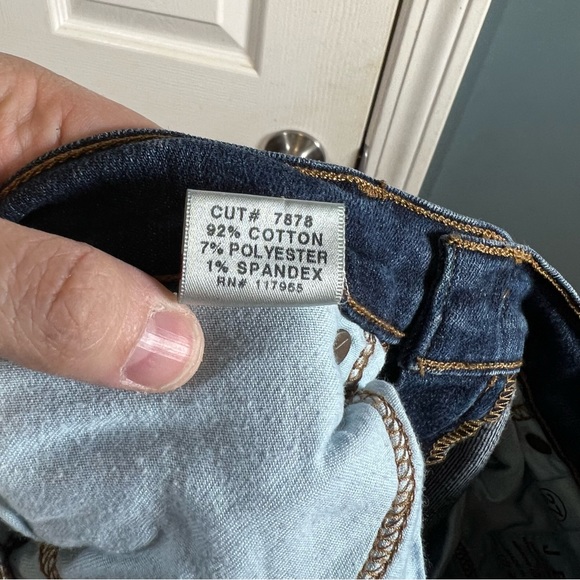 CUT# 7878
92% COTTON
7% POLYESTER
1% SPANDEX
RN# 117965